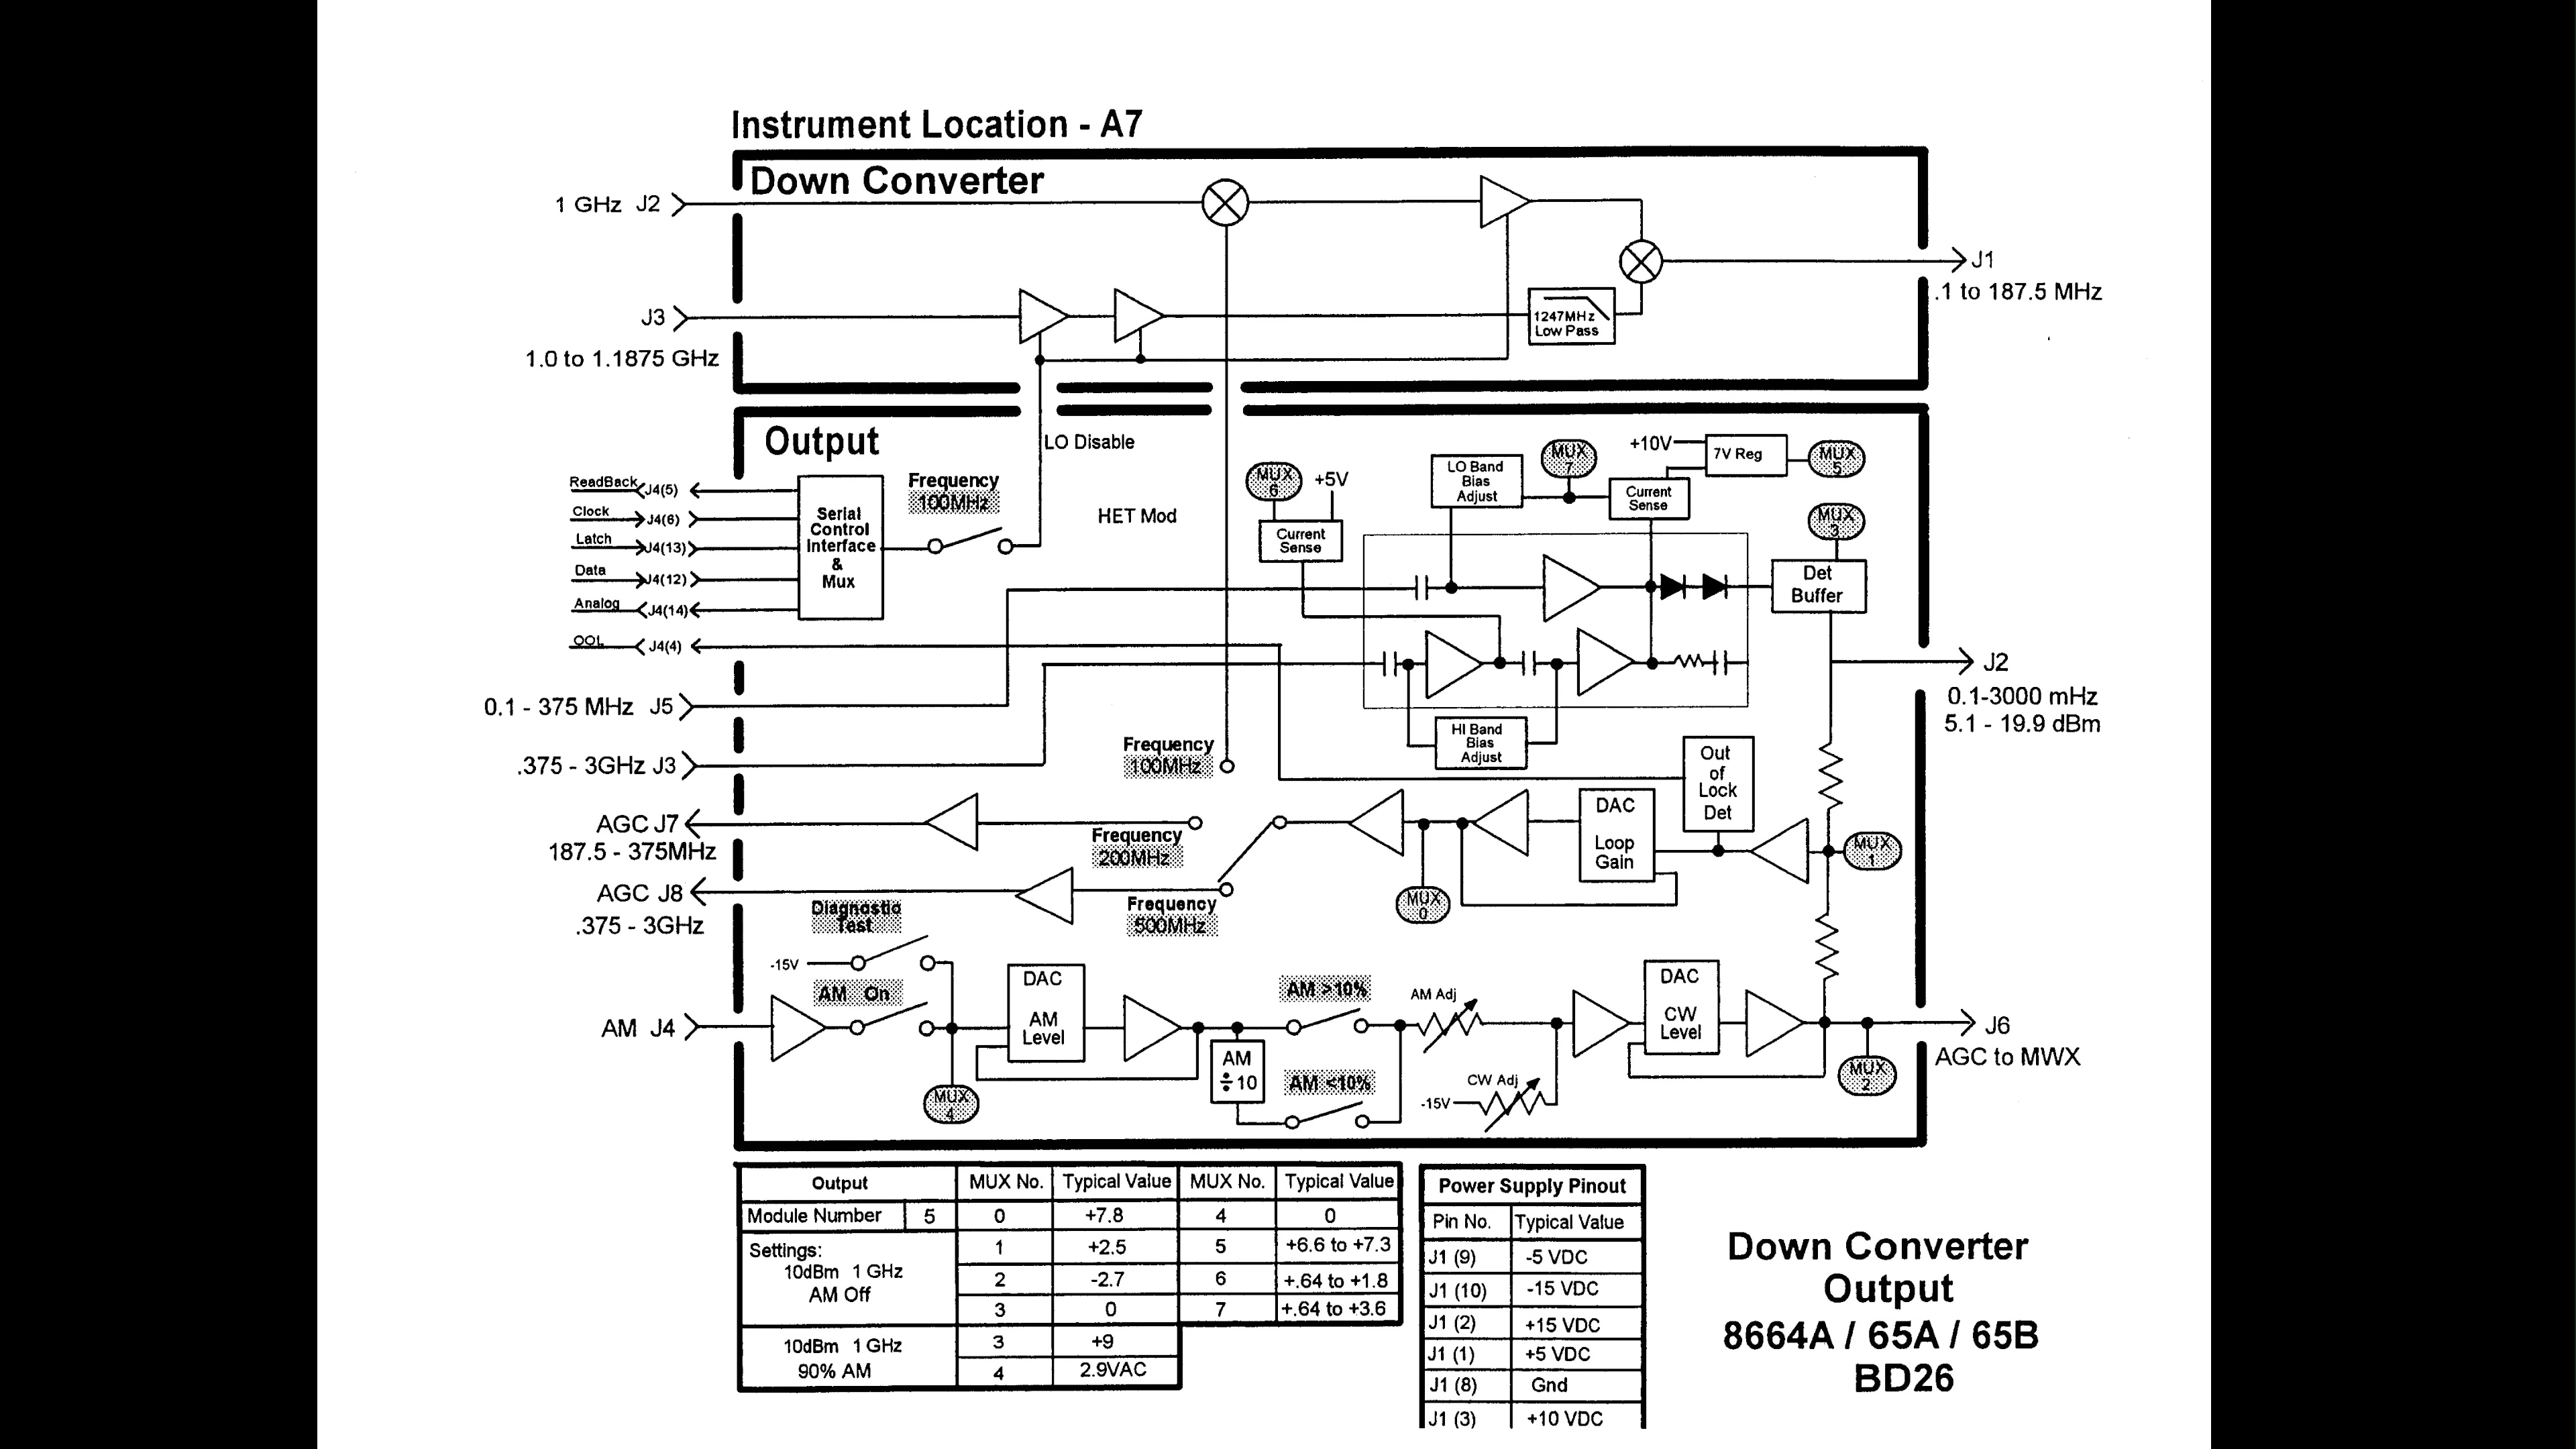 Instrument Location - A7
Down Converter
1 GHz J2
J1
.1 to 187.5 MHz
J3
1.0 to 1.1875 GHz
1247MHz
Low Pass
Output
LO Disable
HET Mod
ReadBack J4(5)
Clock J4(6)
Latch J4(13)
Data J4(12)
Analog J4(14)
OOL J4(4)
Serial
Control
Interface
&
Mux
Frequency
100MHz
MUX
6
+5V
Current
Sense
LO Band
Bias
Adjust
MUX
7
+10V
7V Reg
MUX
5
Current
Sense
MUX
3
Det
Buffer
J2
0.1-3000 mHz
5.1 - 19.9 dBm
0.1 - 375 MHz J5
.375 - 3GHz J3
HI Band
Bias
Adjust
Frequency
100MHz
Out
of
Lock
Det
AGC J7
187.5 - 375MHz
Frequency
200MHz
DAC
Loop
Gain
MUX
1
MUX
0
AGC J8
.375 - 3GHz
Frequency
500MHz
Diagnostic
Test
-15V
AM On
AM J4
MUX
4
DAC
AM
Level
AM
÷10
AM >10%
AM <10%
AM Adj
CW Adj
-15V
DAC
CW
Level
J6
AGC to MWX
MUX
2
Output MUX No. Typical Value MUX No. Typical Value
Module Number 5 0 +7.8 4 0
Settings:
10dBm 1 GHz
AM Off
1 +2.5 5 +6.6 to +7.3
2 -2.7 6 +.64 to +1.8
3 0 7 +.64 to +3.6
10dBm 1 GHz
90% AM
3 +9
4 2.9VAC
Power Supply Pinout
Pin No. Typical Value
J1 (9) -5 VDC
J1 (10) -15 VDC
J1 (2) +15 VDC
J1 (1) +5 VDC
J1 (8) Gnd
J1 (3) +10 VDC
Down Converter
Output
8664A / 65A / 65B
BD26